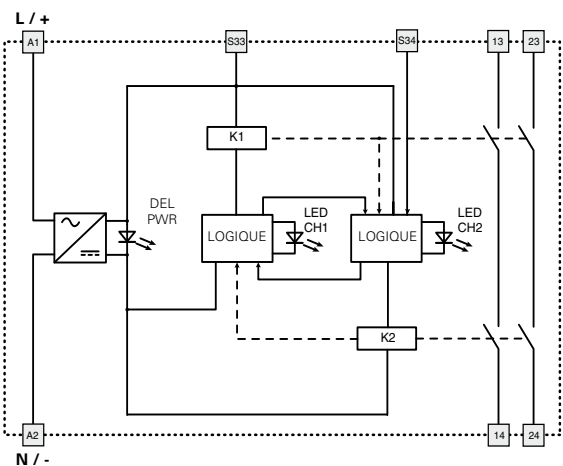 L / +
A1
S33
S34
13
23
K1
DEL
PWR
LOGIQUE
LED
CH1
LOGIQUE
LED
CH2
K2
A2
14
24
N / -